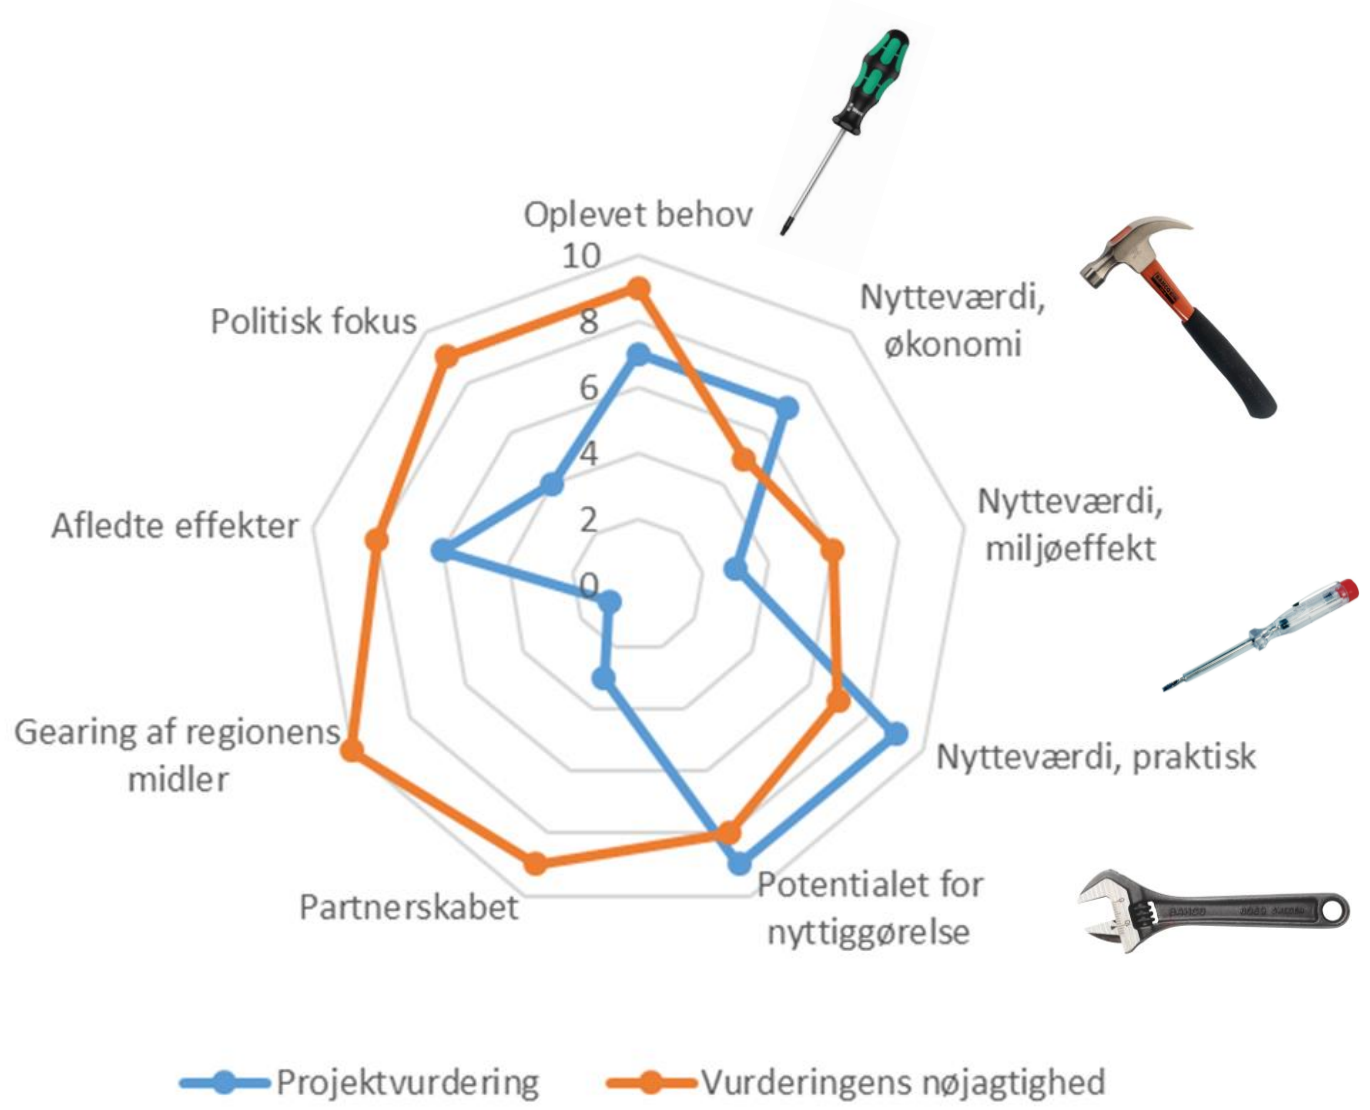 Oplevet behov
10
8
6
4
2
0
Nytteværdi,
økonomi
Nytteværdi,
miljøeffekt
Nytteværdi, praktisk
Potentialet for
nyttiggørelse
Partnerskabet
Gearing af regionens
midler
Afledte effekter
Politisk fokus
Projektvurdering
Vurderingens nøjagtighed